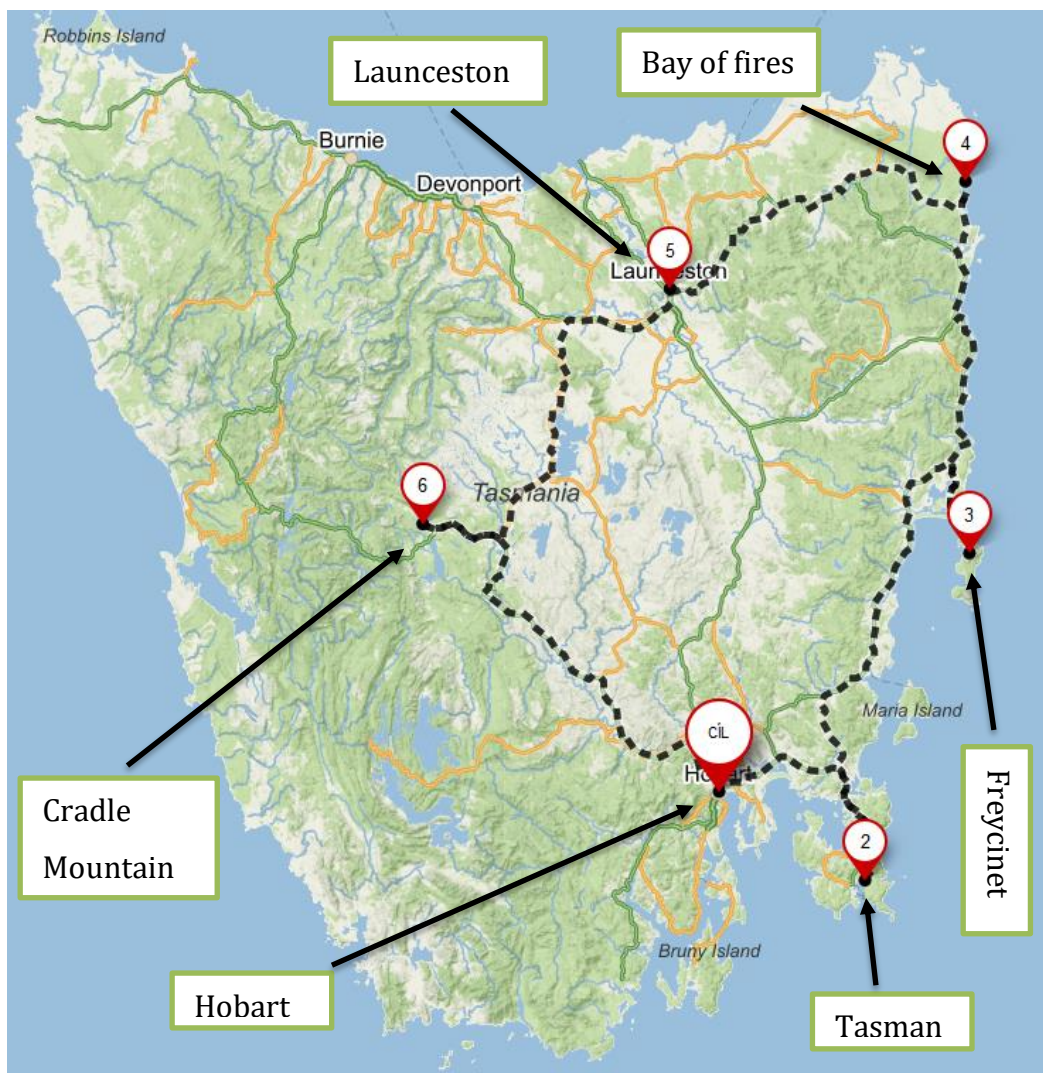 Robbins Island
Launceston
Bay of fires
Burnie
4
Devonport
5
Launceston
6
Tasmania
3
Maria Island
CÍL
Hobart
Freycinet
Cradle
Mountain
2
Bruny Island
Hobart
Tasman